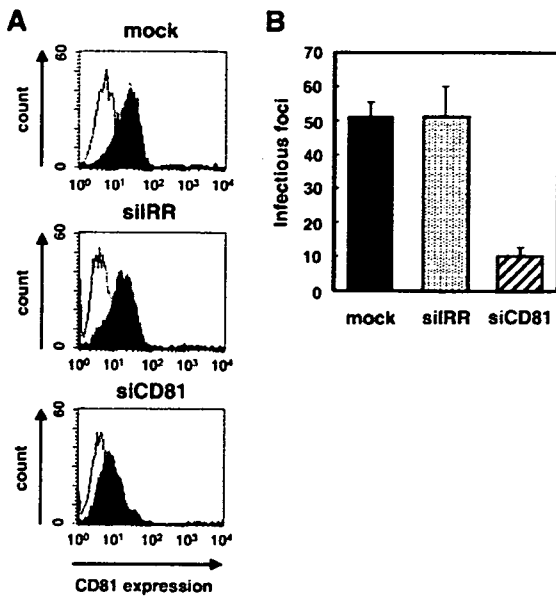 A
mock
60
count
0
10⁰ 10¹ 10² 10³ 10⁴
siIRR
60
count
0
10⁰ 10¹ 10² 10³ 10⁴
siCD81
60
count
0
10⁰ 10¹ 10² 10³ 10⁴
CD81 expression
B
70
60
50
40
30
20
10
0
Infectious foci
mock siIRR siCD81